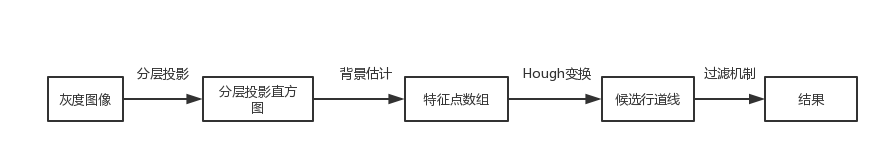 分层投影
背景估计
Hough变换
过滤机制
灰度图像
分层投影直方
图
特征点数组
候选行道线
结果